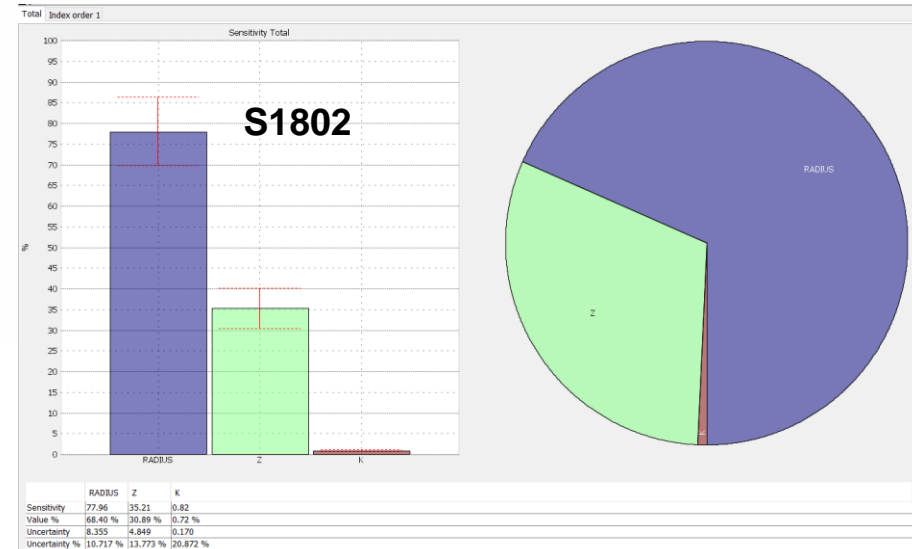 Total Index order 1
Sensitivity Total
100
95
90
85
80
75
70
65
60
55
50
45
40
35
30
25
20
15
10
5
0
%
S1802
RADIUS Z K
RADIUS
Z
K
RADIUS Z K
Sensitivity 77.96 35.21 0.82
Value % 68.40 % 30.89 % 0.72 %
Uncertainty 8.355 4.849 0.170
Uncertainty % 10.717 % 13.773 % 20.872 %